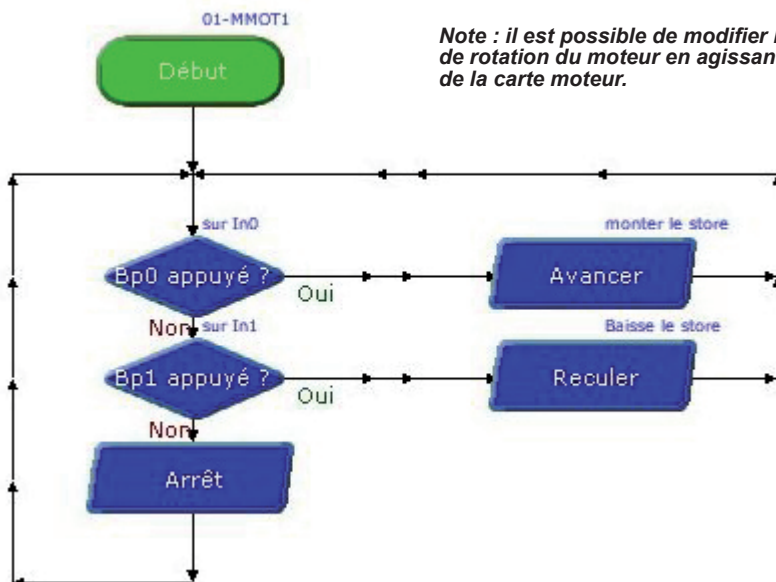 01-MMOT1
Note : il est possible de modifier
de rotation du moteur en agissan
de la carte moteur.
Début
sur In0
monter le store
Bp0 appuyé ?
Avancer
Oui
Non
sur In1
Baisse le store
Bp1 appuyé ?
Reculer
Oui
Non
Arrêt